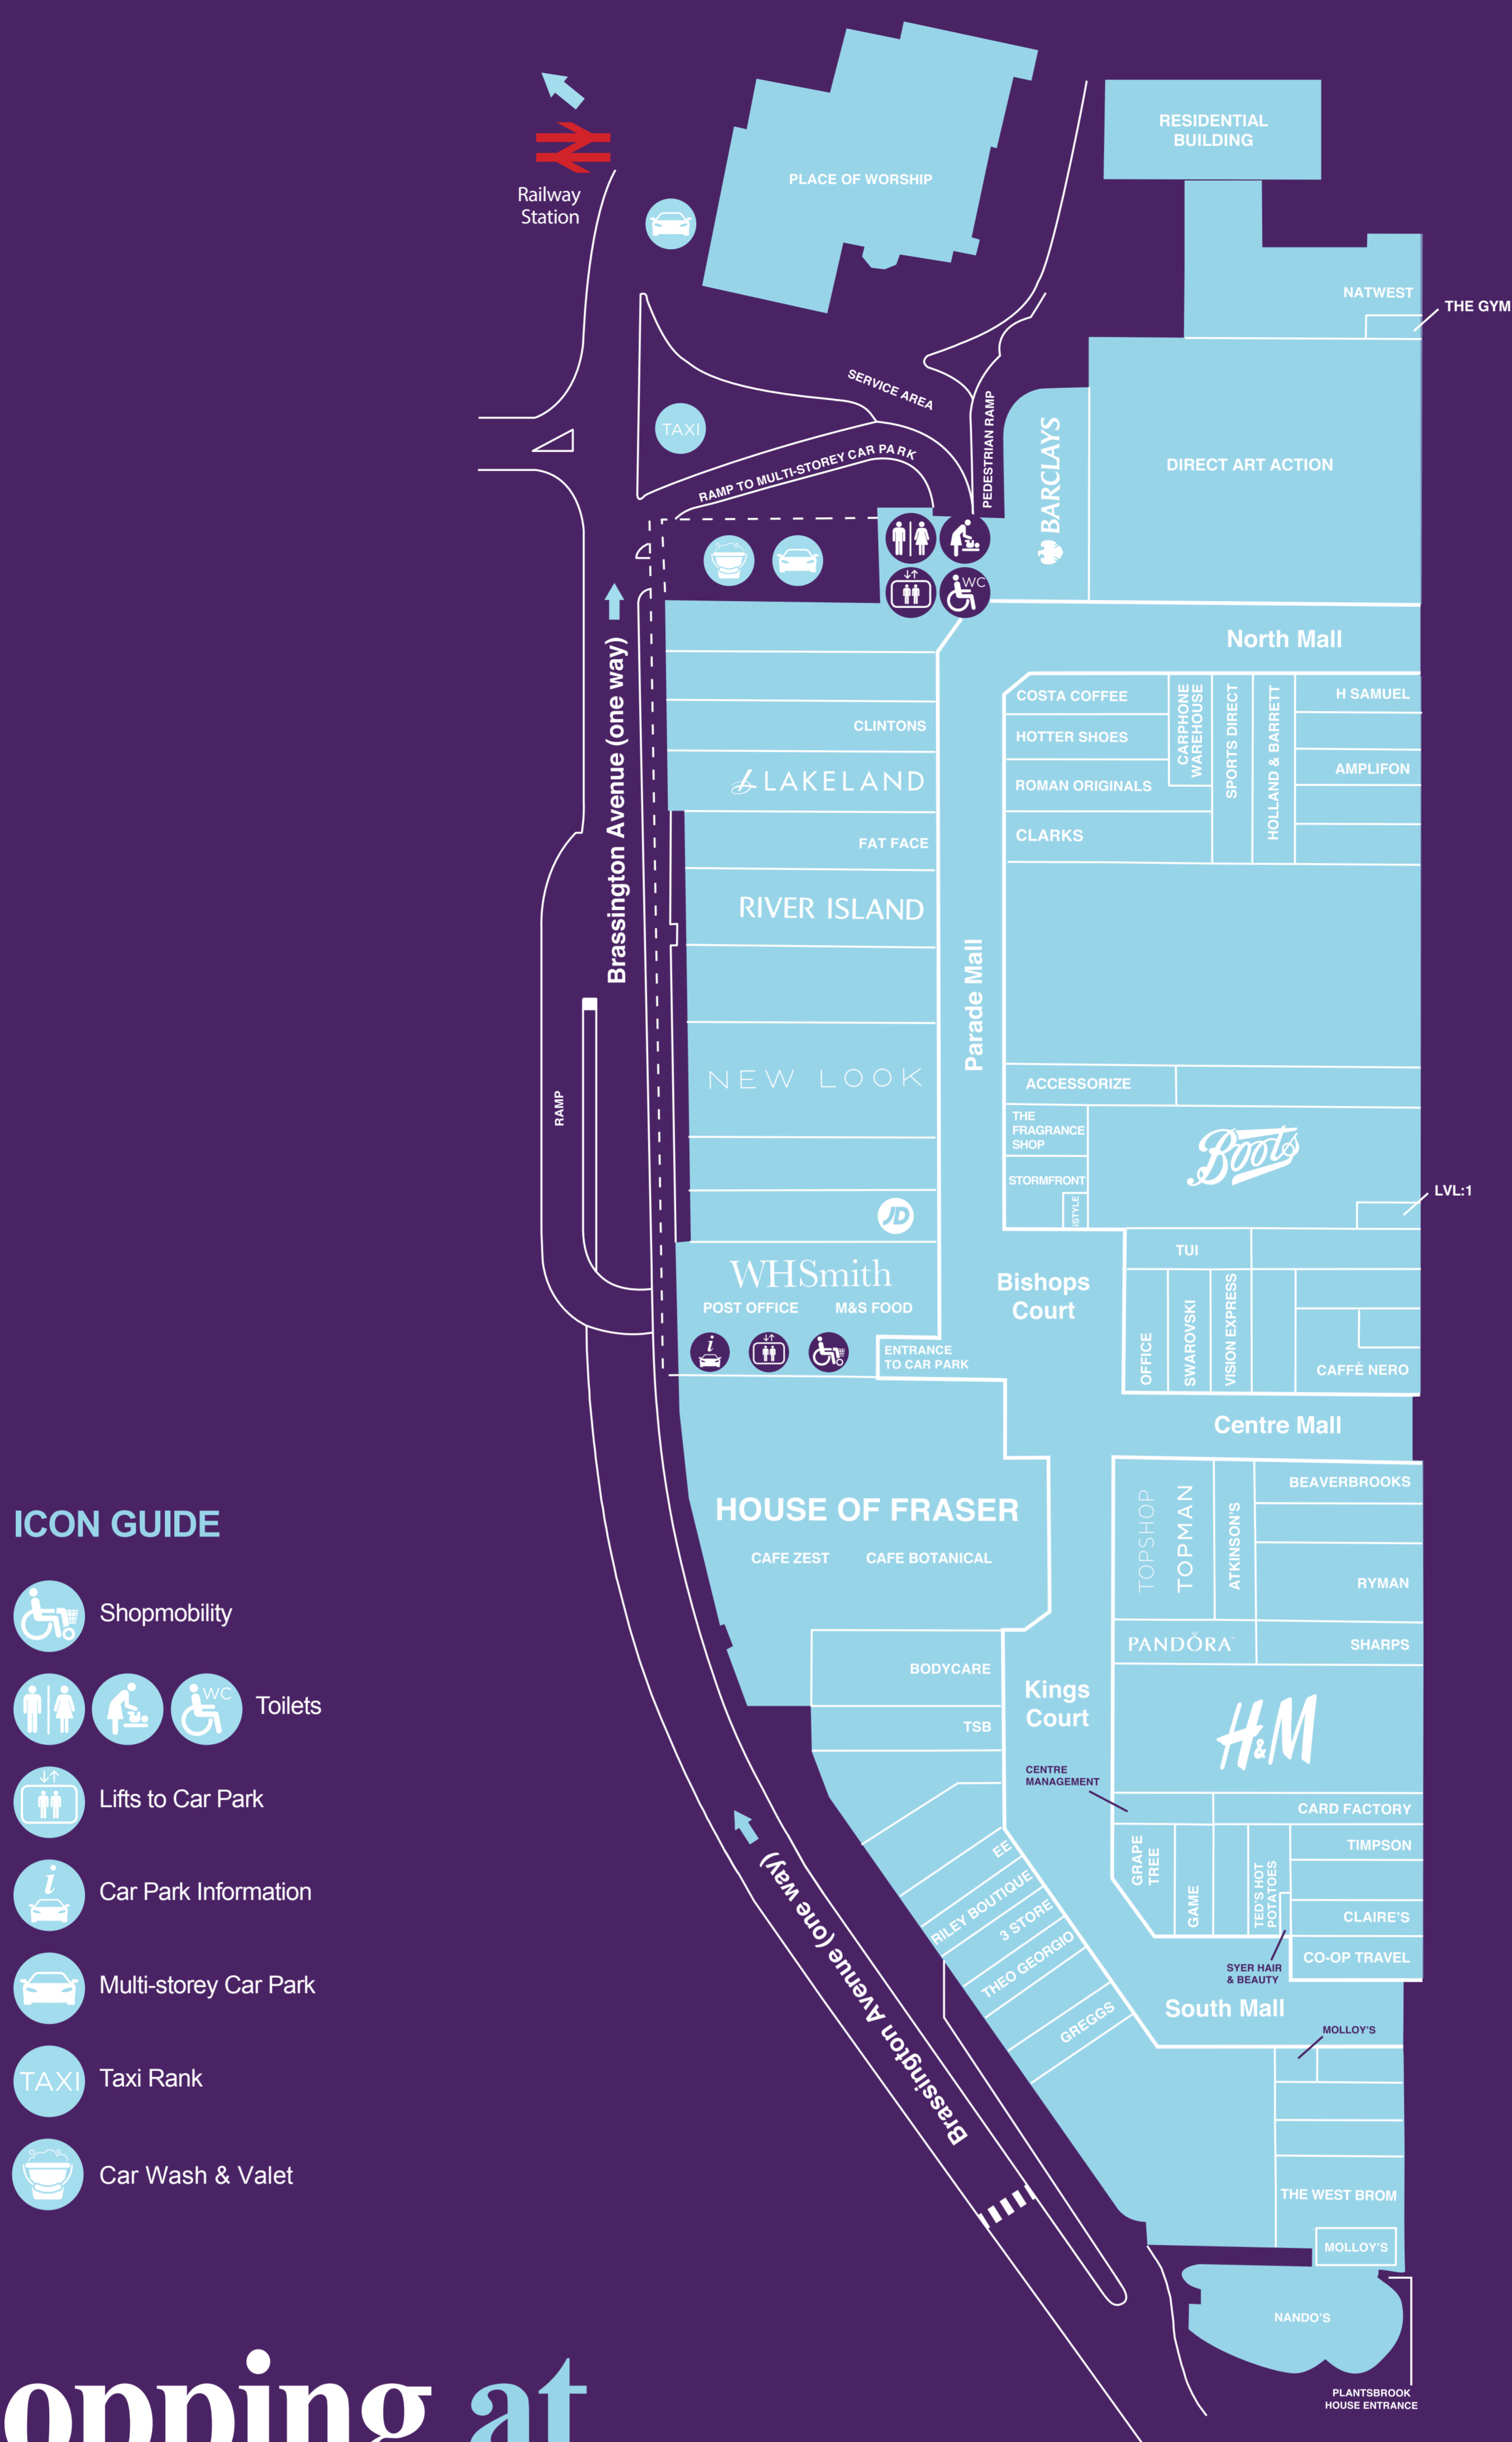 Railway
Station
PLACE OF WORSHIP
RESIDENTIAL
BUILDING
NATWEST
THE GYM
SERVICE AREA
TAXI
RAMP TO MULTI-STOREY CAR PARK
PEDESTRIAN RAMP
BARCLAYS
DIRECT ART ACTION
WC
North Mall
Brassington Avenue (one way)
CLINTONS
LAKELAND
FAT FACE
RIVER ISLAND
NEW LOOK
JD
WHSmith
POST OFFICE
M&S FOOD
i
ENTRANCE
TO CAR PARK
RAMP
Parade Mall
COSTA COFFEE
HOTTER SHOES
ROMAN ORIGINALS
CLARKS
CARPHONE
WAREHOUSE
SPORTS DIRECT
HOLLAND & BARRETT
H SAMUEL
AMPLIFON
ACCESSORIZE
THE
FRAGRANCE
SHOP
STORMFRONT
ISTYLE
Boots
LVL:1
Bishops
Court
TUI
OFFICE
SWAROVSKI
VISION EXPRESS
CAFFÈ NERO
Centre Mall
HOUSE OF FRASER
CAFE ZEST
CAFE BOTANICAL
TOPSHOP
TOPMAN
ATKINSON'S
BEAVERBROOKS
RYMAN
PANDÖRA™
SHARPS
BODYCARE
TSB
Kings
Court
H&M
CENTRE
MANAGEMENT
CARD FACTORY
GRAPE
TREE
GAME
TED'S HOT
POTATOES
TIMPSON
CLAIRE'S
CO-OP TRAVEL
SYER HAIR
& BEAUTY
EE
RILEY BOUTIQUE
3 STORE
THEO GEORGIO
GREGGS
South Mall
MOLLOY'S
Brassington Avenue (one way)
THE WEST BROM
MOLLOY'S
NANDO'S
PLANTSBROOK
HOUSE ENTRANCE
ICON GUIDE
Shopmobility
WC
Toilets
Lifts to Car Park
i
Car Park Information
Multi-storey Car Park
TAXI
Taxi Rank
Car Wash & Valet
opping at